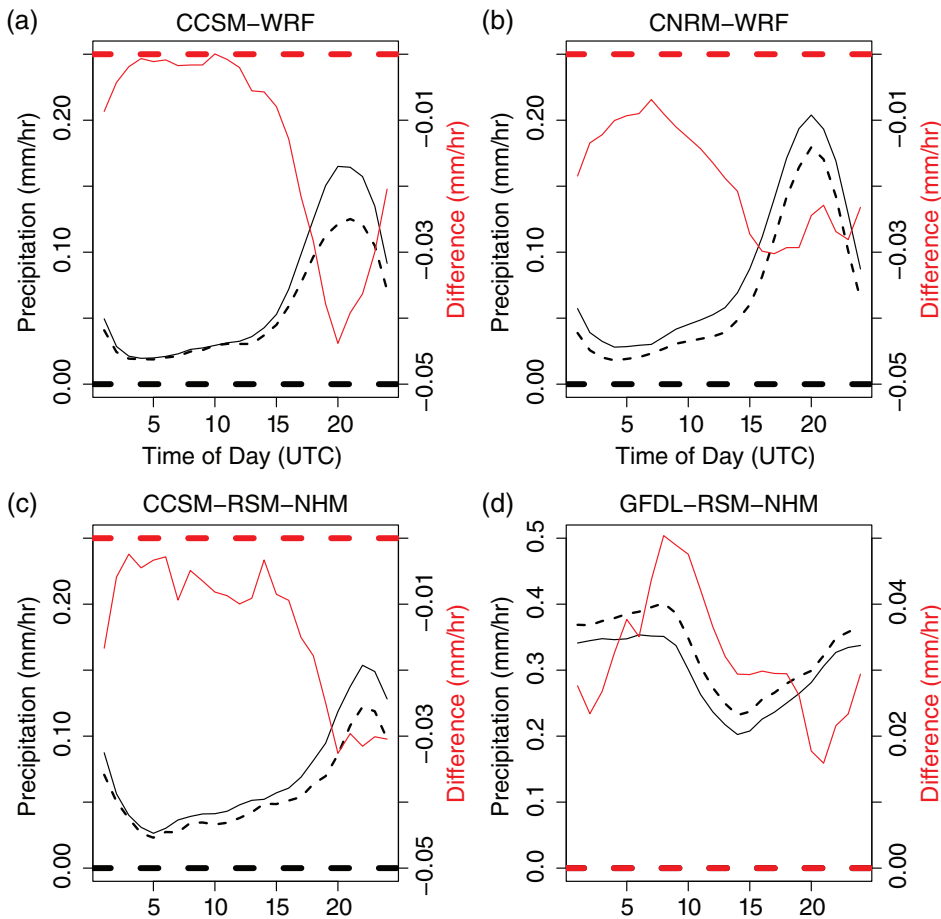 (a)
CCSM−WRF
Precipitation (mm/hr)
0.00
0.10
0.20
−0.05
−0.03
−0.01
Difference (mm/hr)
5
10
15
20
Time of Day (UTC)
(b)
CNRM−WRF
Precipitation (mm/hr)
0.00
0.10
0.20
−0.05
−0.03
−0.01
Difference (mm/hr)
5
10
15
20
Time of Day (UTC)
(c)
CCSM−RSM−NHM
Precipitation (mm/hr)
0.00
0.10
0.20
−0.05
−0.03
−0.01
Difference (mm/hr)
5
10
15
20
(d)
GFDL−RSM−NHM
Precipitation (mm/hr)
0.0
0.1
0.2
0.3
0.4
0.5
0.00
0.02
0.04
Difference (mm/hr)
5
10
15
20